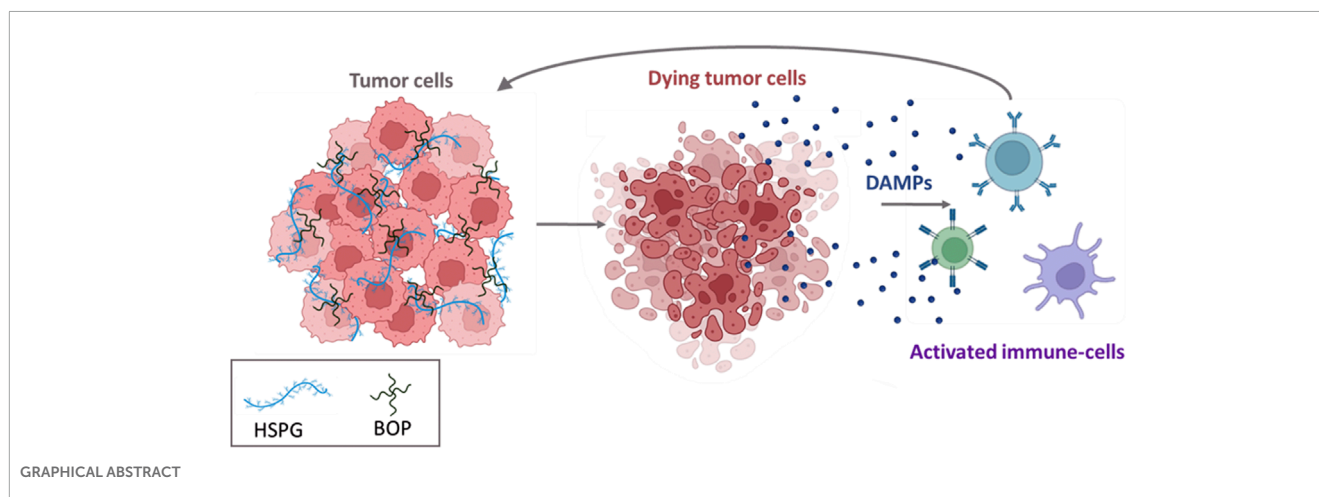 Tumor cells
Dying tumor cells
DAMPs
Activated immune-cells
HSPG
BOP
GRAPHICAL ABSTRACT